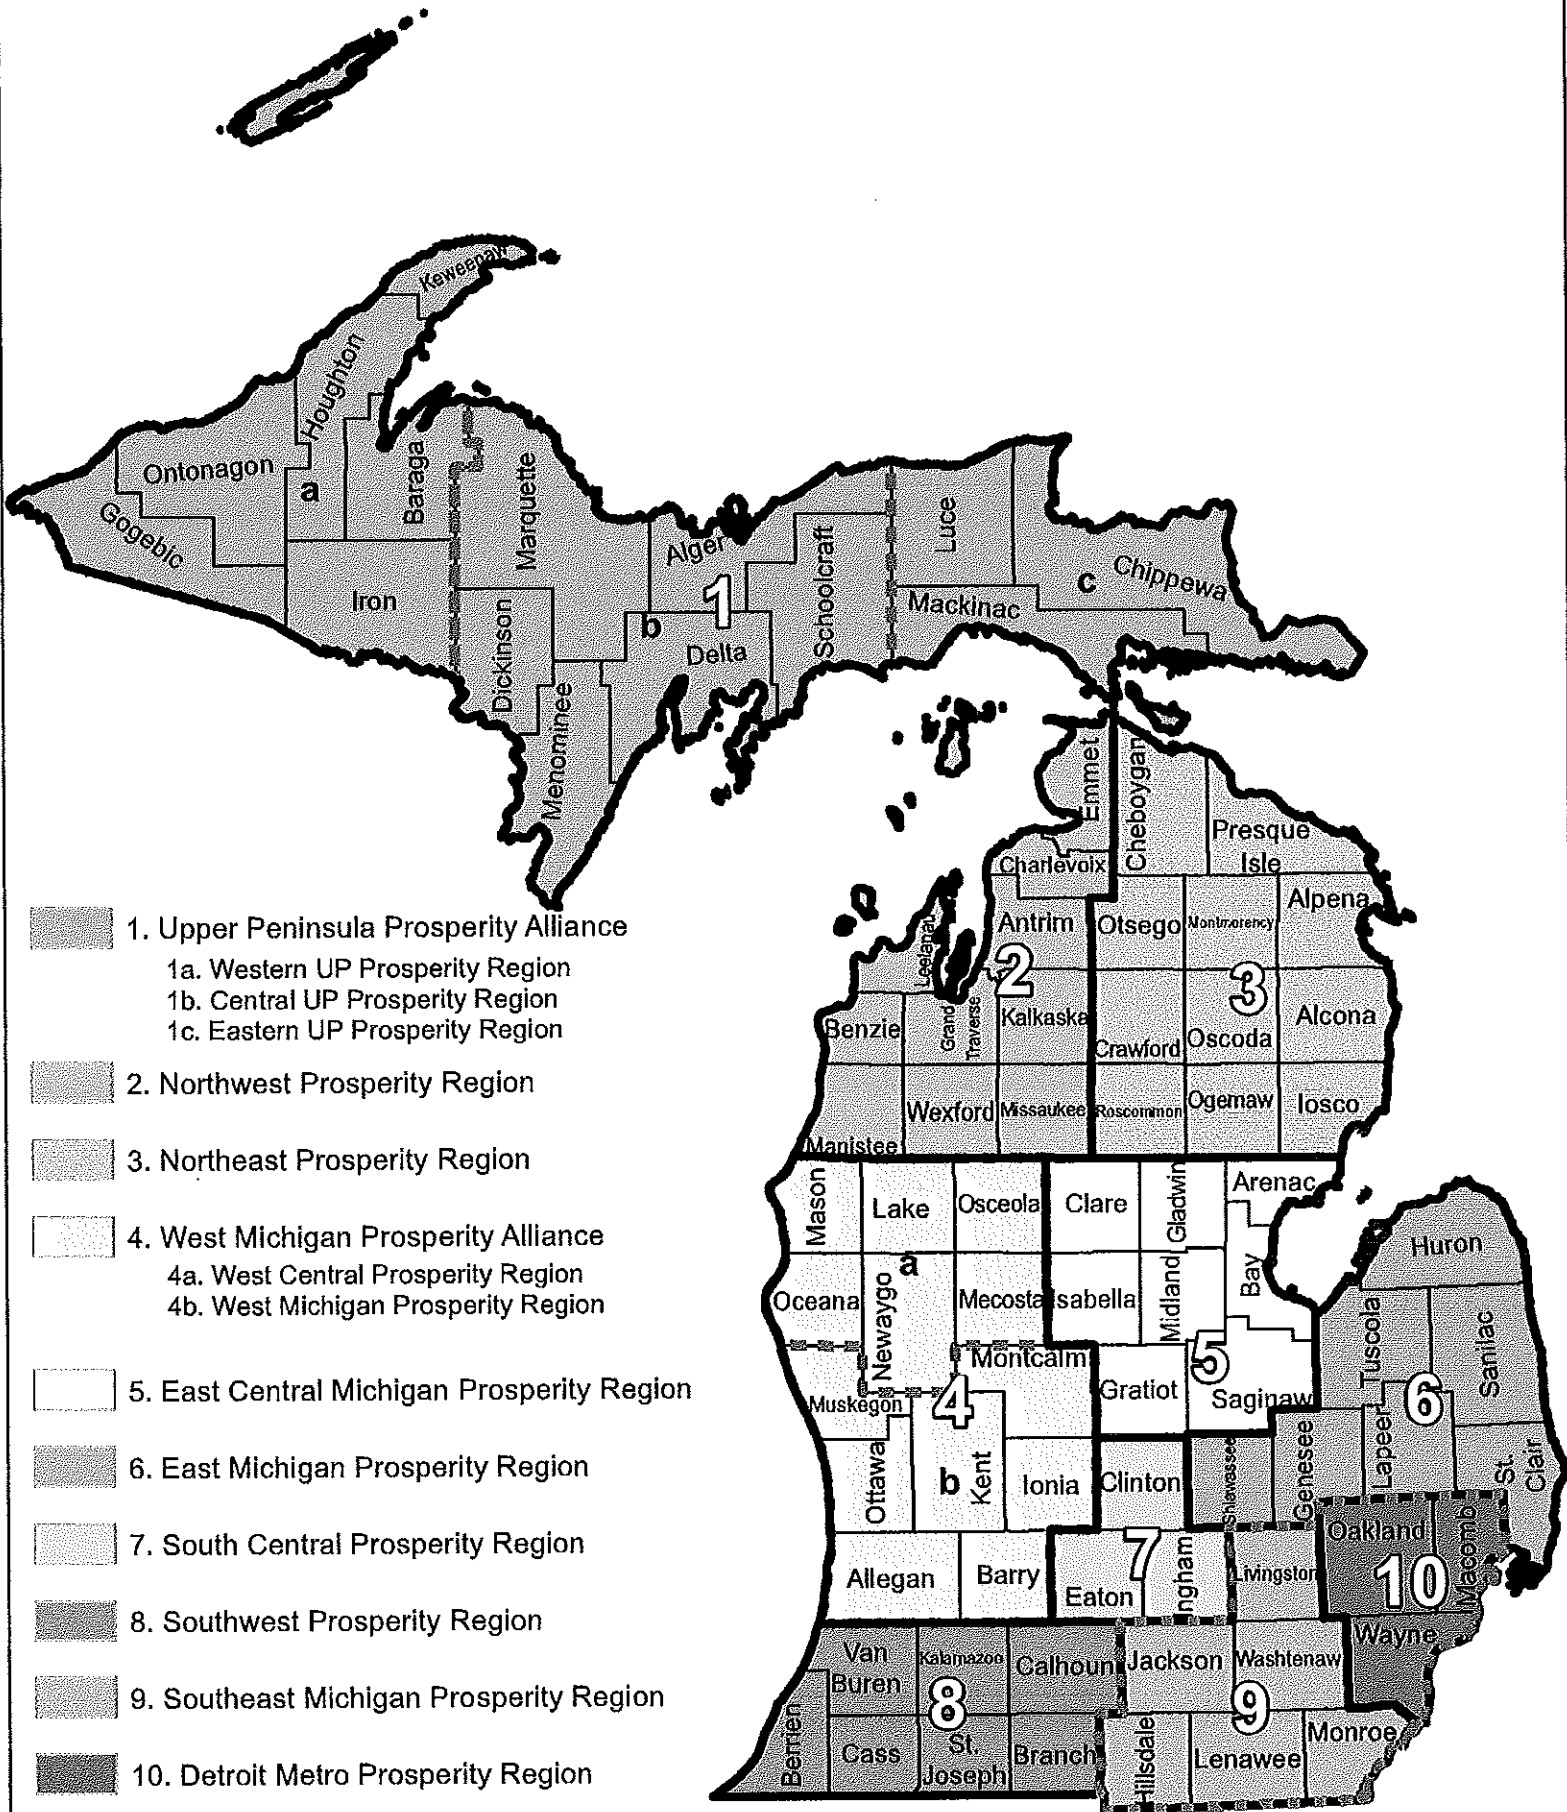 Keweenaw
Houghton
Ontonagon
a
Baraga
Gogebic
Iron
Marquette
Dickinson
Menominee
Alger
1
b
Delta
Schoolcraft
Luce
c
Chippewa
Mackinac
Emmet
Cheboygan
Presque
Isle
Charlevoix
Antrim
Otsego
Montmorency
Alpena
Leelanau
2
3
Benzie
Grand
Traverse
Kalkaska
Crawford
Oscoda
Alcona
Manistee
Wexford
Missaukee
Roscommon
Ogemaw
Iosco
Mason
Lake
Osceola
Clare
Gladwin
Arenac
a
Oceana
Newaygo
Mecosta
Isabella
Midland
Bay
Huron
Tuscola
Sanilac
Montcalm
Muskegon
4
Gratiot
5
Saginaw
6
Lapeer
Genesee
St.
Clair
Ottawa
b
Kent
Ionia
Clinton
Shiawassee
Oakland
Macomb
10
Allegan
Barry
Eaton
7
Ingham
Livingston
Wayne
Van
Buren
Kalamazoo
Calhoun
Jackson
Washtenaw
8
9
Berrien
Cass
St.
Joseph
Branch
Hillsdale
Lenawee
Monroe
1. Upper Peninsula Prosperity Alliance
1a. Western UP Prosperity Region
1b. Central UP Prosperity Region
1c. Eastern UP Prosperity Region
2. Northwest Prosperity Region
3. Northeast Prosperity Region
4. West Michigan Prosperity Alliance
4a. West Central Prosperity Region
4b. West Michigan Prosperity Region
5. East Central Michigan Prosperity Region
6. East Michigan Prosperity Region
7. South Central Prosperity Region
8. Southwest Prosperity Region
9. Southeast Michigan Prosperity Region
10. Detroit Metro Prosperity Region